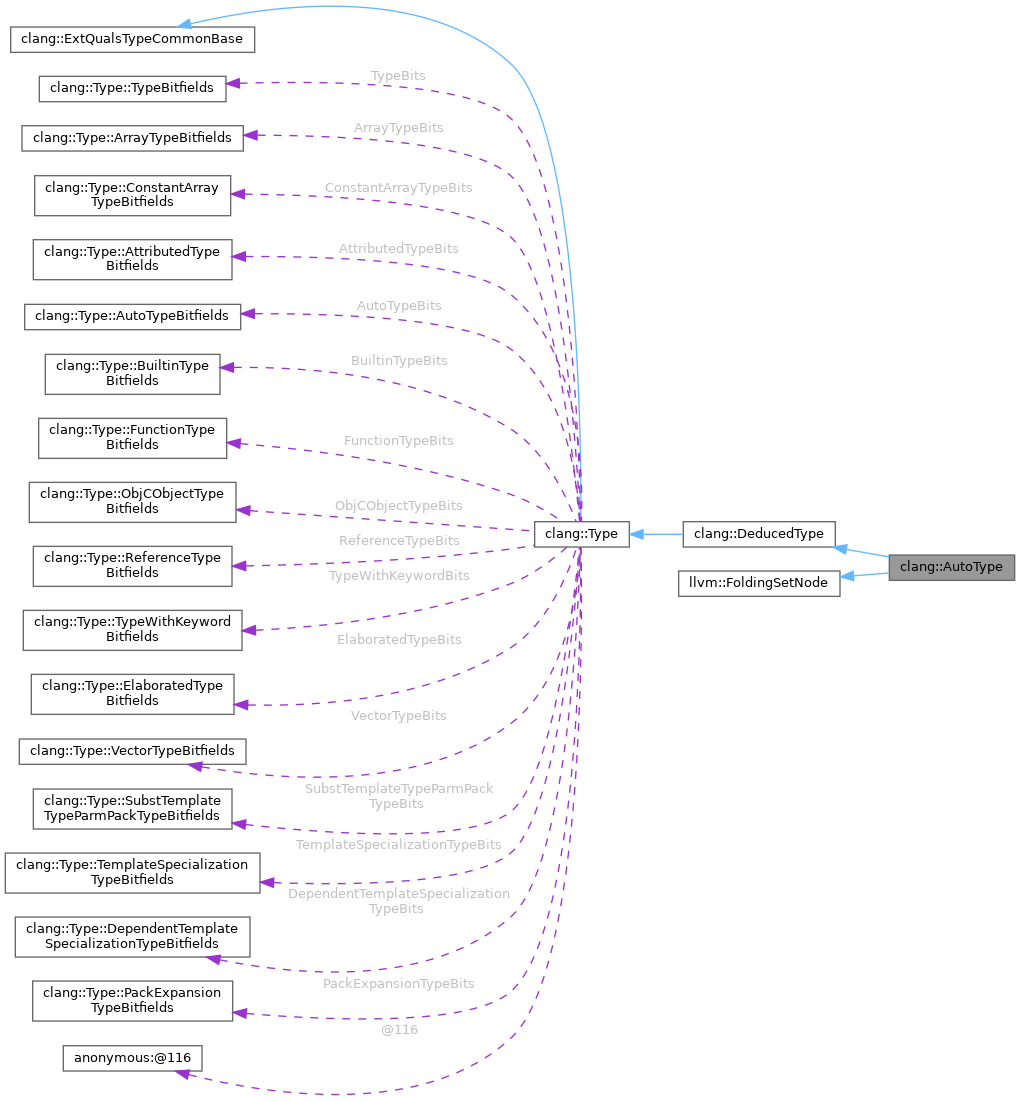 clang::ExtQualsTypeCommonBase
TypeBits
clang::Type::TypeBitfields
ArrayTypeBits
clang::Type::ArrayTypeBitfields
ConstantArrayTypeBits
clang::Type::ConstantArray
TypeBitfields
AttributedTypeBits
clang::Type::AttributedType
Bitfields
AutoTypeBits
clang::Type::AutoTypeBitfields
BuiltinTypeBits
clang::Type::BuiltinType
Bitfields
FunctionTypeBits
clang::Type::FunctionType
Bitfields
ObjCObjectTypeBits
clang::Type::ObjCObjectType
Bitfields
clang::Type
clang::DeducedType
ReferenceTypeBits
clang::Type::ReferenceType
Bitfields
clang::AutoType
TypeWithKeywordBits
llvm::FoldingSetNode
clang::Type::TypeWithKeyword
Bitfields
ElaboratedTypeBits
clang::Type::ElaboratedType
Bitfields
VectorTypeBits
clang::Type::VectorTypeBitfields
SubstTemplateTypeParmPack
TypeBits
clang::Type::SubstTemplate
TypeParmPackTypeBitfields
TemplateSpecializationTypeBits
clang::Type::TemplateSpecialization
TypeBitfields
DependentTemplateSpecialization
TypeBits
clang::Type::DependentTemplate
SpecializationTypeBitfields
PackExpansionTypeBits
clang::Type::PackExpansion
TypeBitfields
@116
anonymous:@116